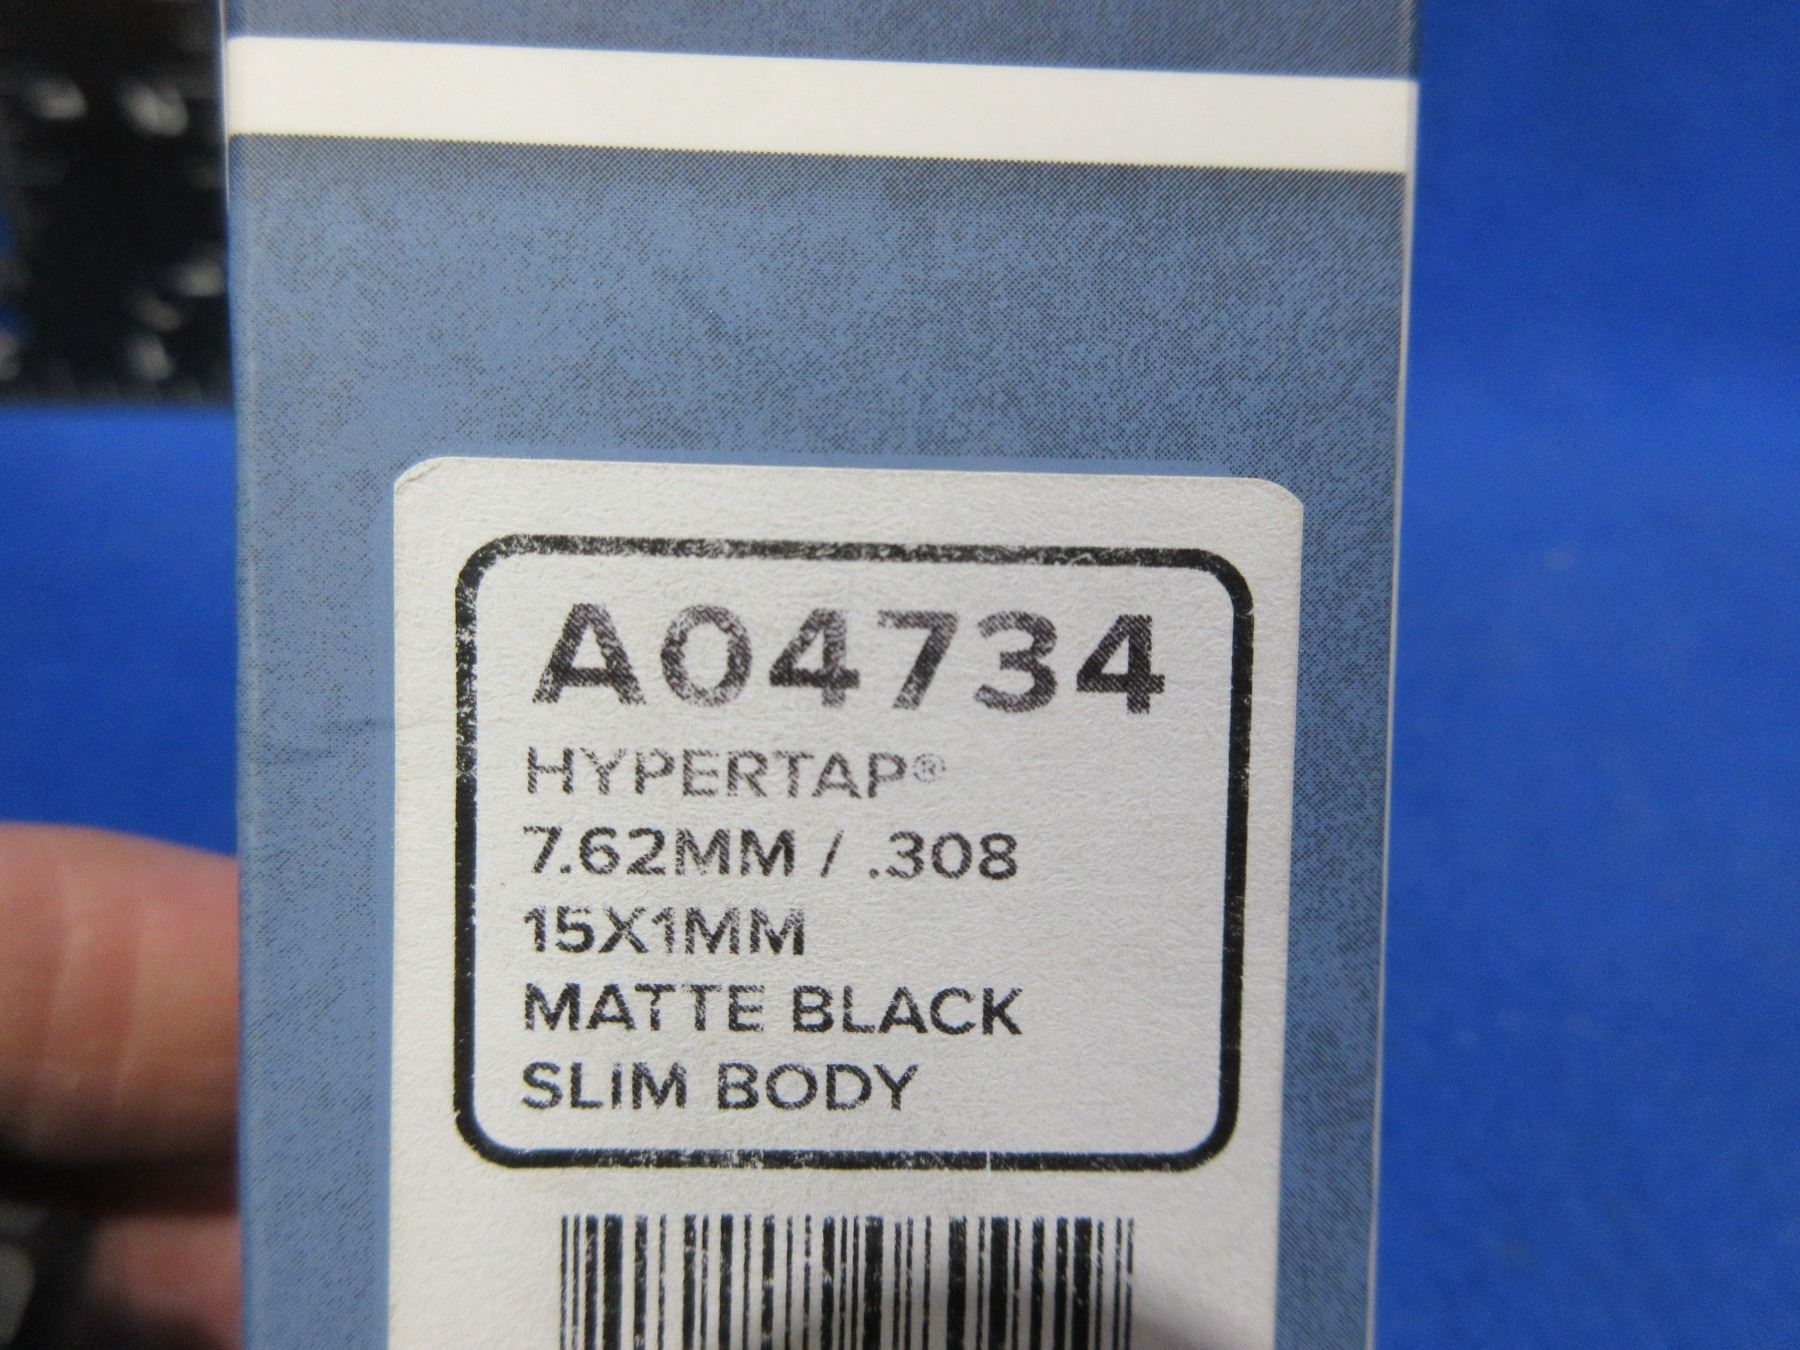 A04734
HYPERTAP®
7.62MM / .308
15X1MM
MATTE BLACK
SLIM BODY